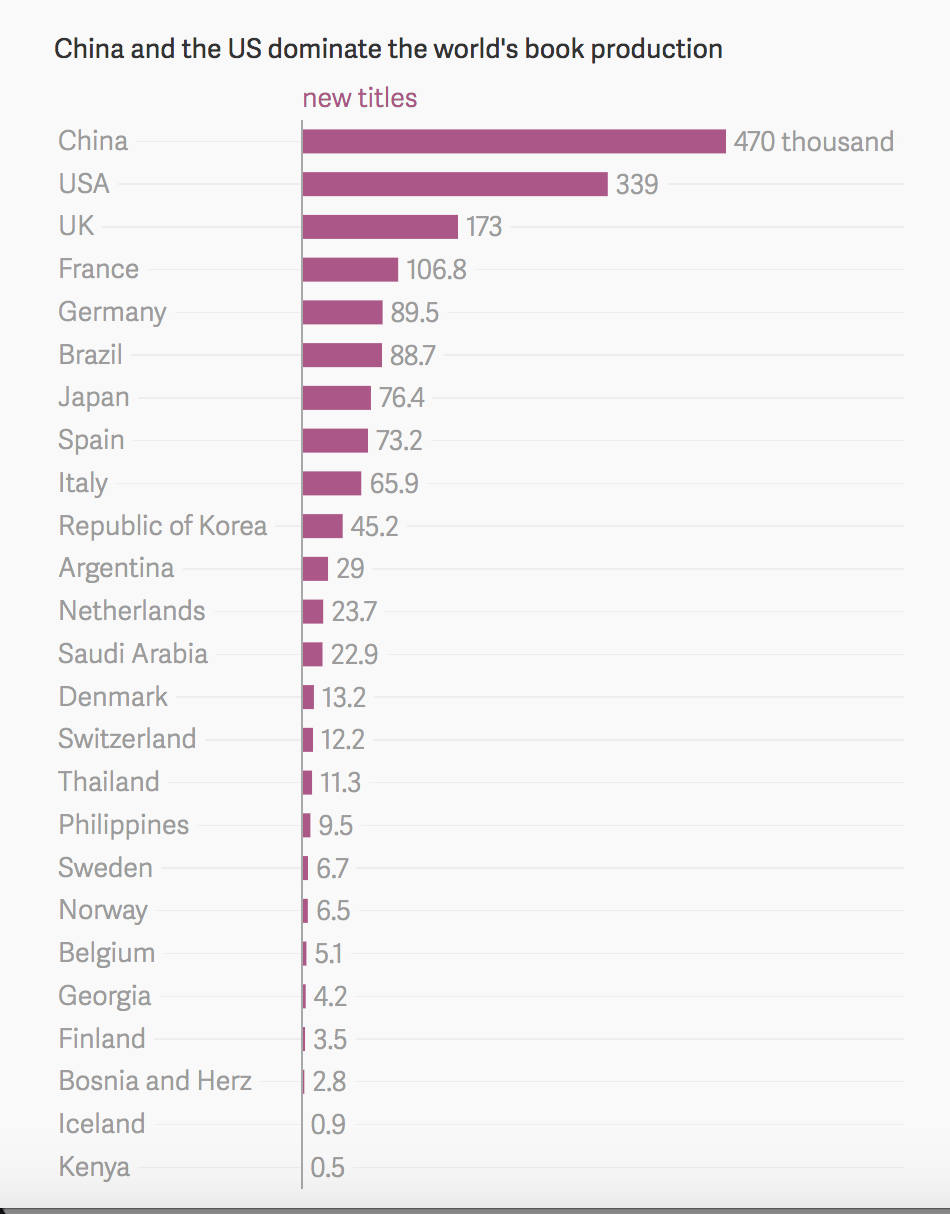 China and the US dominate the world's book production
new titles
China 470 thousand
USA 339
UK 173
France 106.8
Germany 89.5
Brazil 88.7
Japan 76.4
Spain 73.2
Italy 65.9
Republic of Korea 45.2
Argentina 29
Netherlands 23.7
Saudi Arabia 22.9
Denmark 13.2
Switzerland 12.2
Thailand 11.3
Philippines 9.5
Sweden 6.7
Norway 6.5
Belgium 5.1
Georgia 4.2
Finland 3.5
Bosnia and Herz 2.8
Iceland 0.9
Kenya 0.5